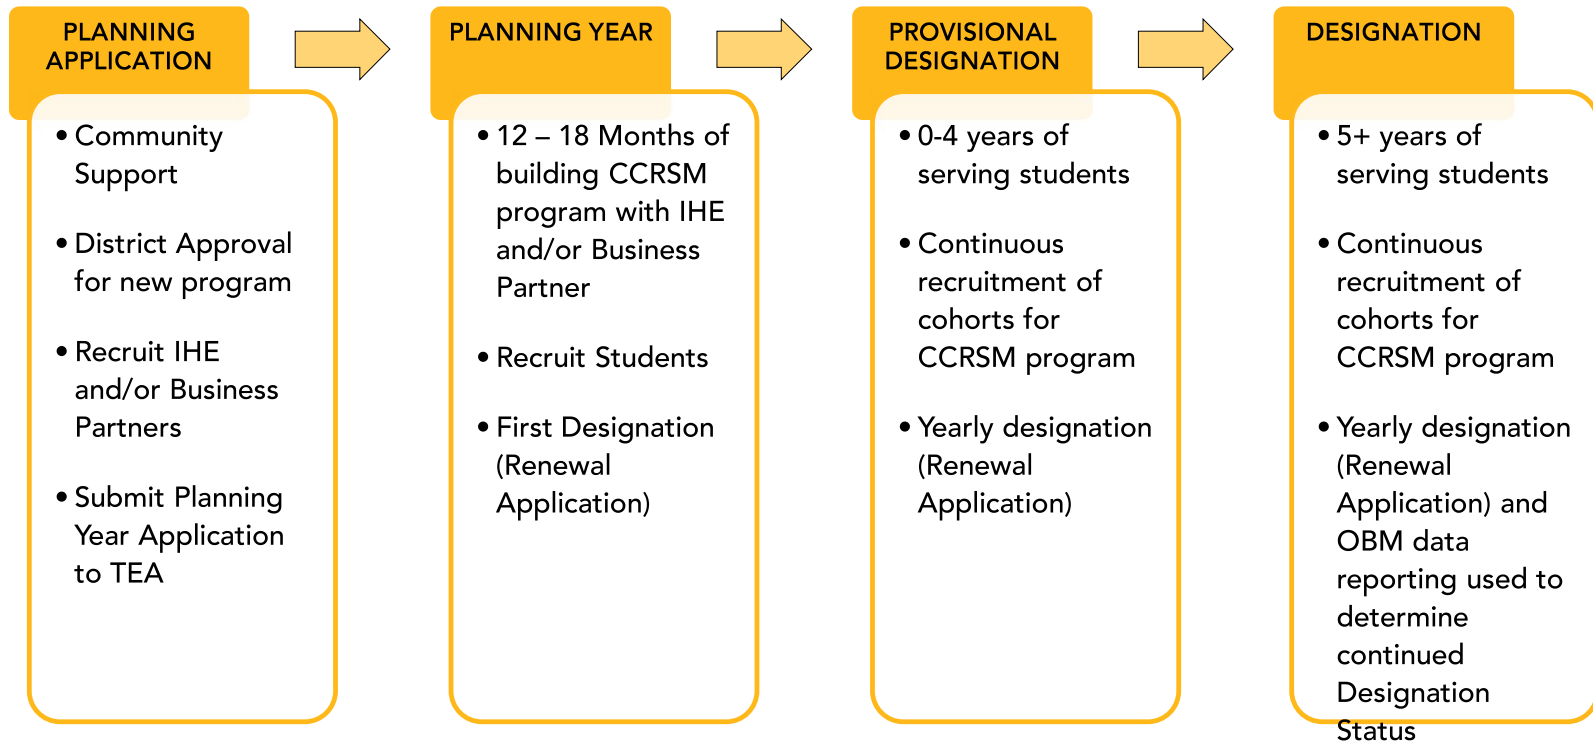 PLANNING
APPLICATION
• Community
Support
• District Approval
for new program
• Recruit IHE
and/or Business
Partners
• Submit Planning
Year Application
to TEA
PLANNING YEAR
• 12 – 18 Months of
building CCRSM
program with IHE
and/or Business
Partner
• Recruit Students
• First Designation
(Renewal
Application)
PROVISIONAL
DESIGNATION
• 0-4 years of
serving students
• Continuous
recruitment of
cohorts for
CCRSM program
• Yearly designation
(Renewal
Application)
DESIGNATION
• 5+ years of
serving students
• Continuous
recruitment of
cohorts for
CCRSM program
• Yearly designation
(Renewal
Application) and
OBM data
reporting used to
determine
continued
Designation
Status